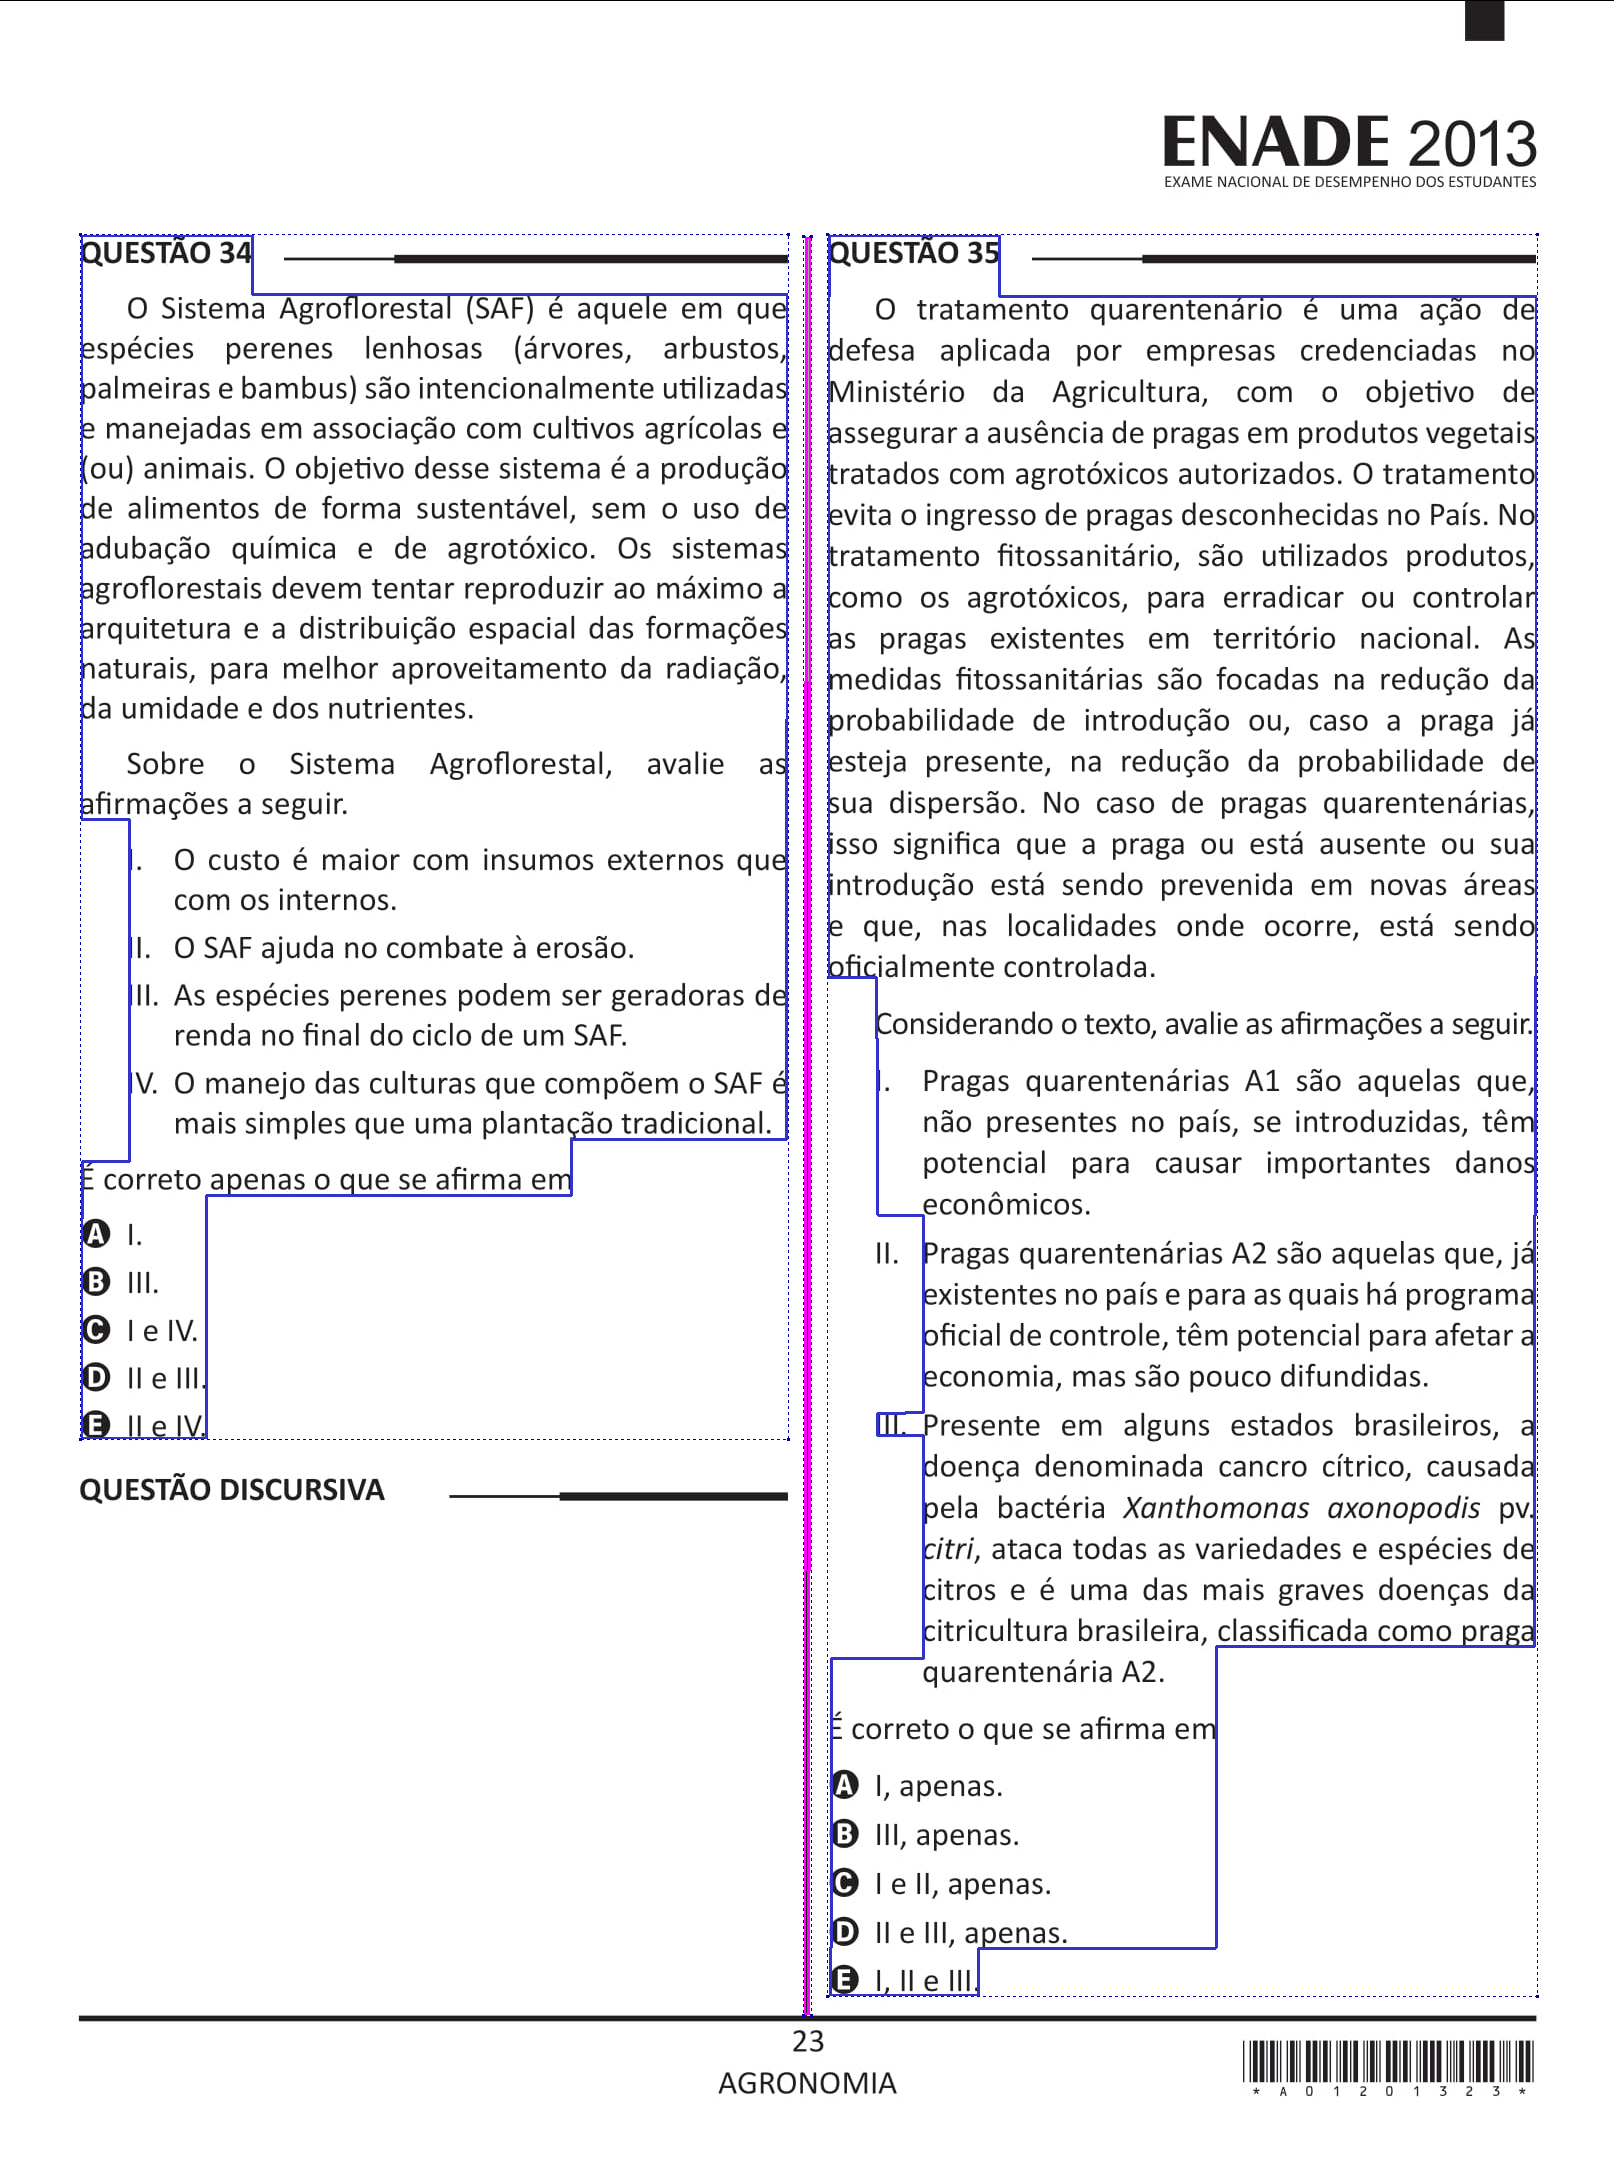 ENADE 2013
EXAME NACIONAL DE DESEMPENHO DOS ESTUDANTES
QUESTÃO 34
O Sistema Agroflorestal (SAF) é aquele em que
espécies perenes lenhosas (árvores, arbustos,
palmeiras e bambus) são intencionalmente utilizadas
e manejadas em associação com cultivos agrícolas e
(ou) animais. O objetivo desse sistema é a produção
de alimentos de forma sustentável, sem o uso de
adubação química e de agrotóxico. Os sistemas
agroflorestais devem tentar reproduzir ao máximo a
arquitetura e a distribuição espacial das formações
naturais, para melhor aproveitamento da radiação,
da umidade e dos nutrientes.
Sobre o Sistema Agroflorestal, avalie as
afirmações a seguir.
I. O custo é maior com insumos externos que
com os internos.
II. O SAF ajuda no combate à erosão.
III. As espécies perenes podem ser geradoras de
renda no final do ciclo de um SAF.
IV. O manejo das culturas que compõem o SAF é
mais simples que uma plantação tradicional.
É correto apenas o que se afirma em
A I.
B III.
C I e IV.
D II e III.
E II e IV.
QUESTÃO DISCURSIVA
QUESTÃO 35
O tratamento quarentenário é uma ação de
defesa aplicada por empresas credenciadas no
Ministério da Agricultura, com o objetivo de
assegurar a ausência de pragas em produtos vegetais
tratados com agrotóxicos autorizados. O tratamento
evita o ingresso de pragas desconhecidas no País. No
tratamento fitossanitário, são utilizados produtos,
como os agrotóxicos, para erradicar ou controlar
as pragas existentes em território nacional. As
medidas fitossanitárias são focadas na redução da
probabilidade de introdução ou, caso a praga já
esteja presente, na redução da probabilidade de
sua dispersão. No caso de pragas quarentenárias,
isso significa que a praga ou está ausente ou sua
introdução está sendo prevenida em novas áreas
e que, nas localidades onde ocorre, está sendo
oficialmente controlada.
Considerando o texto, avalie as afirmações a seguir.
I. Pragas quarentenárias A1 são aquelas que,
não presentes no país, se introduzidas, têm
potencial para causar importantes danos
econômicos.
II. Pragas quarentenárias A2 são aquelas que, já
existentes no país e para as quais há programa
oficial de controle, têm potencial para afetar a
economia, mas são pouco difundidas.
III. Presente em alguns estados brasileiros, a
doença denominada cancro cítrico, causada
pela bactéria Xanthomonas axonopodis pv.
citri, ataca todas as variedades e espécies de
citros e é uma das mais graves doenças da
citricultura brasileira, classificada como praga
quarentenária A2.
É correto o que se afirma em
A I, apenas.
B III, apenas.
C I e II, apenas.
D II e III, apenas.
E I, II e III.
23
AGRONOMIA
* A 0 1 2 0 1 3 2 3 *